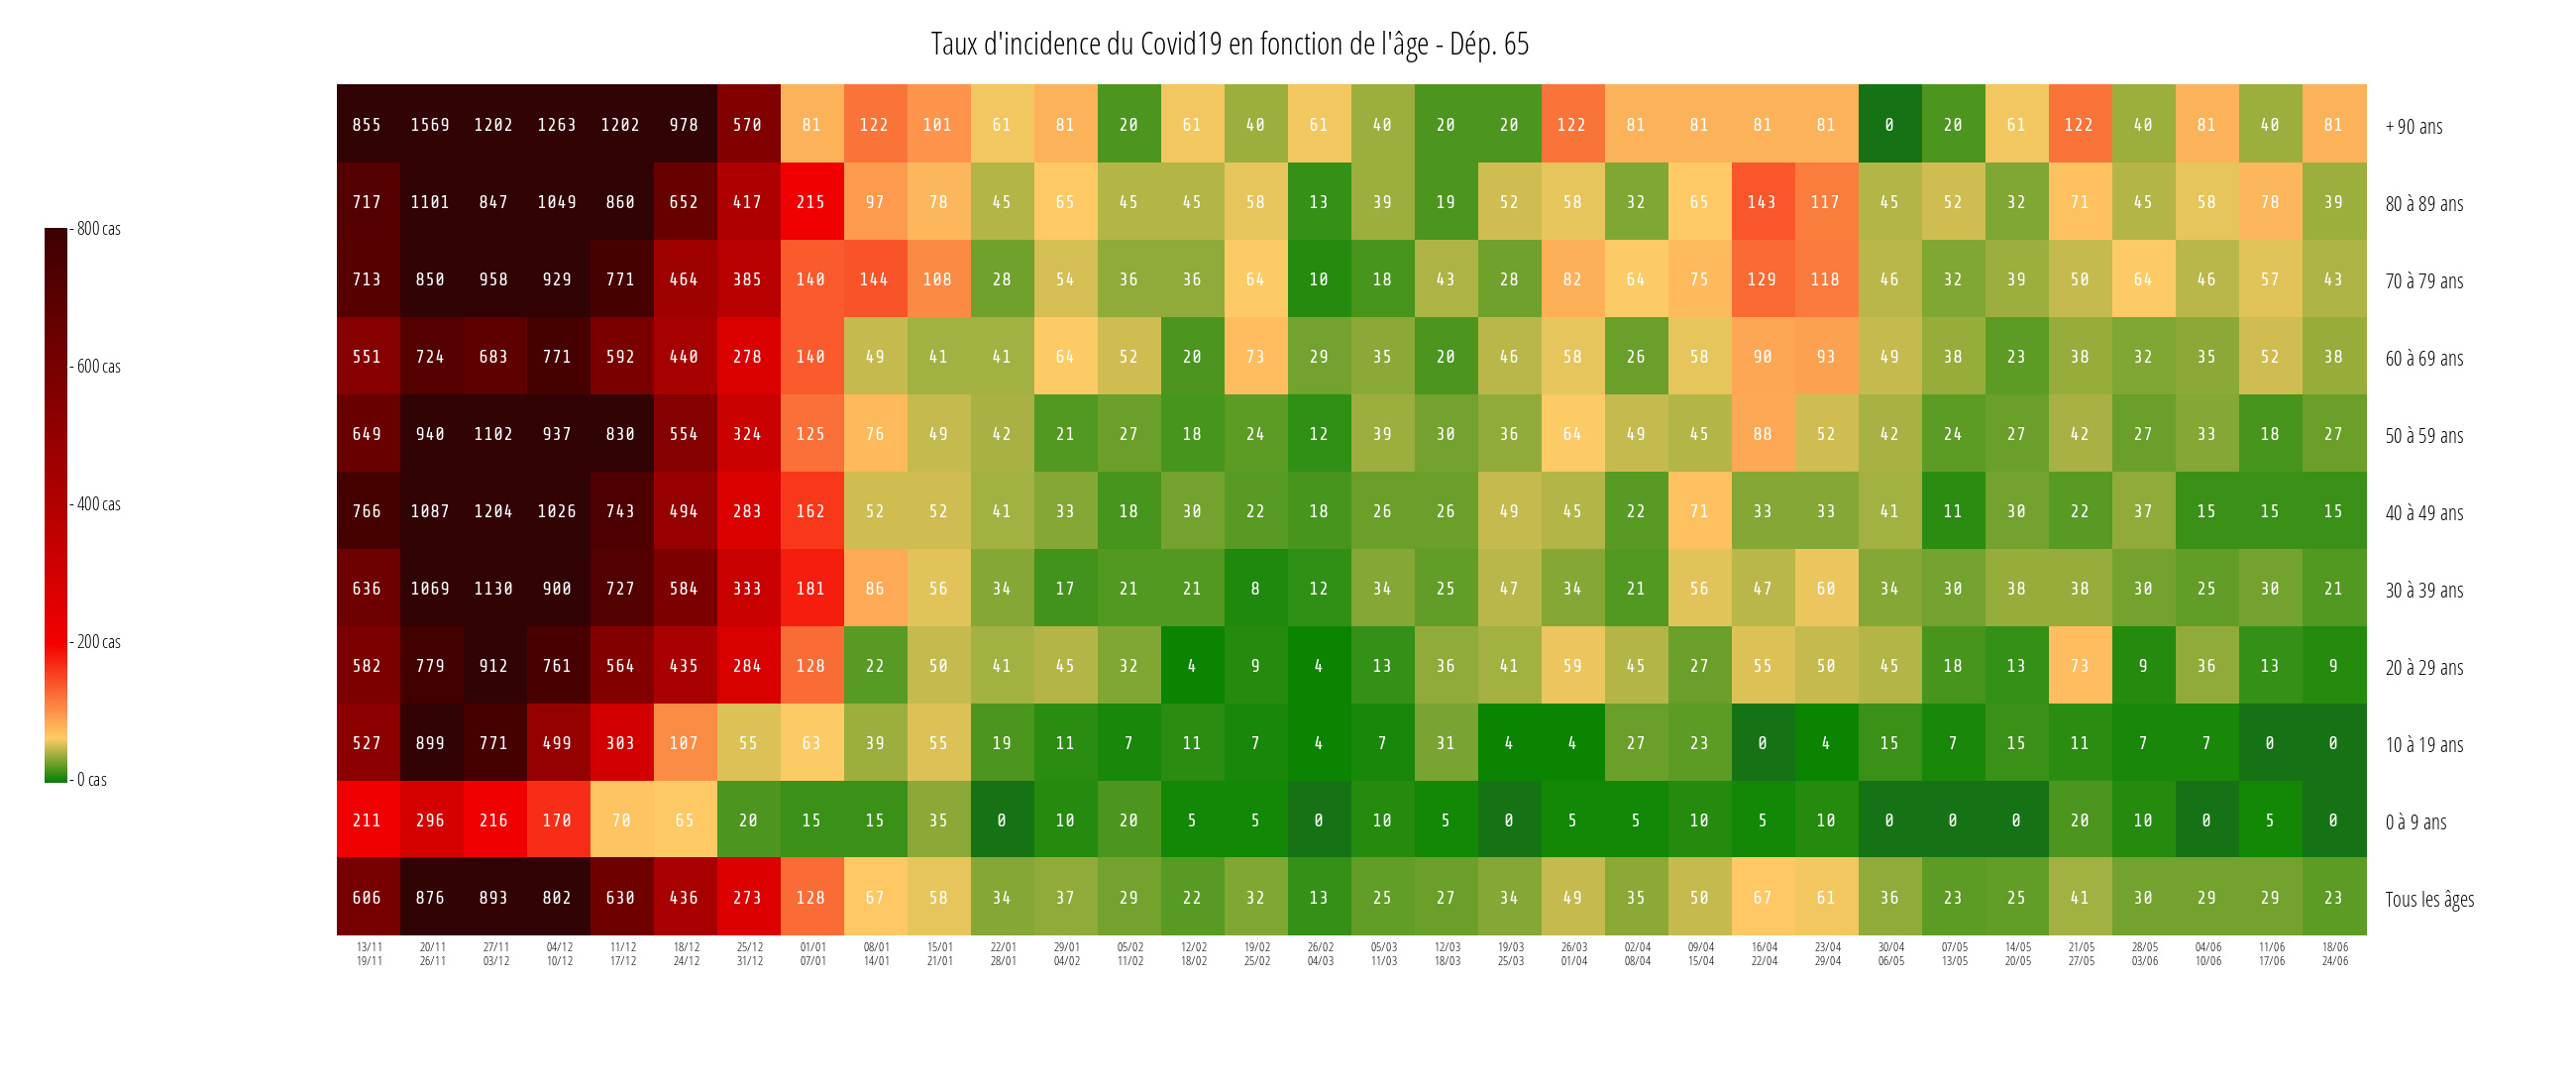 Taux d'incidence du Covid19 en fonction de l'âge - Dép. 65
855 1569 1202 1263 1202 978 570 81 122 101 61 81 20 61 40 61 40 20 20 122 81 81 81 81 0 20 61 122 40 81 40 81 + 90 ans
717 1101 847 1049 860 652 417 215 97 78 45 65 45 45 58 13 39 19 52 58 32 65 143 117 45 52 32 71 45 58 78 39 80 à 89 ans
- 800 cas
713 850 958 929 771 464 385 140 144 108 28 54 36 36 64 10 18 43 28 82 64 75 129 118 46 32 39 50 64 46 57 43 70 à 79 ans
551 724 683 771 592 440 278 140 49 41 41 64 52 20 73 29 35 20 46 58 26 58 90 93 49 38 23 38 32 35 52 38 60 à 69 ans
- 600 cas
649 940 1102 937 830 554 324 125 76 49 42 21 27 18 24 12 39 30 36 64 49 45 88 52 42 24 27 42 27 33 18 27 50 à 59 ans
- 400 cas
766 1087 1204 1026 743 494 283 162 52 52 41 33 18 30 22 18 26 26 49 45 22 71 33 33 41 11 30 22 37 15 15 15 40 à 49 ans
636 1069 1130 900 727 584 333 181 86 56 34 17 21 21 8 12 34 25 47 34 21 56 47 60 34 30 38 38 30 25 30 21 30 à 39 ans
- 200 cas
582 779 912 761 564 435 284 128 22 50 41 45 32 4 9 4 13 36 41 59 45 27 55 50 45 18 13 73 9 36 13 9 20 à 29 ans
527 899 771 499 303 107 55 63 39 55 19 11 7 11 7 4 7 31 4 4 27 23 0 4 15 7 15 11 7 7 0 0 10 à 19 ans
- 0 cas
211 296 216 170 70 65 20 15 15 35 0 10 20 5 5 0 10 5 0 5 5 10 5 10 0 0 0 20 10 0 5 0 0 à 9 ans
606 876 893 802 630 436 273 128 67 58 34 37 29 22 32 13 25 27 34 49 35 50 67 61 36 23 25 41 30 29 29 23 Tous les âges
13/11 20/11 27/11 04/12 11/12 18/12 25/12 01/01 08/01 15/01 22/01 29/01 05/02 12/02 19/02 26/02 05/03 12/03 19/03 26/03 02/04 09/04 16/04 23/04 30/04 07/05 14/05 21/05 28/05 04/06 11/06 18/06
19/11 26/11 03/12 10/12 17/12 24/12 31/12 07/01 14/01 21/01 28/01 04/02 11/02 18/02 25/02 04/03 11/03 18/03 25/03 01/04 08/04 15/04 22/04 29/04 06/05 13/05 20/05 27/05 03/06 10/06 17/06 24/06